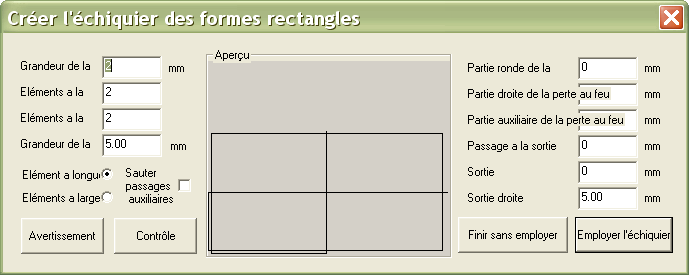 Créer l'échiquier des formes rectangles
Grandeur de la 2 mm
Eléments a la 2
Eléments a la 2
Grandeur de la 5.00 mm
Elément a longue
Eléments a large
Sauter
passages
auxiliaires
Avertissement
Contrôle
Aperçu
Partie ronde de la 0 mm
Partie droite de la perte au feu mm
Partie auxiliaire de la perte au feu mm
Passage a la sortie 0 mm
Sortie 0 mm
Sortie droite 5.00 mm
Finir sans employer
Employer l'échiquier